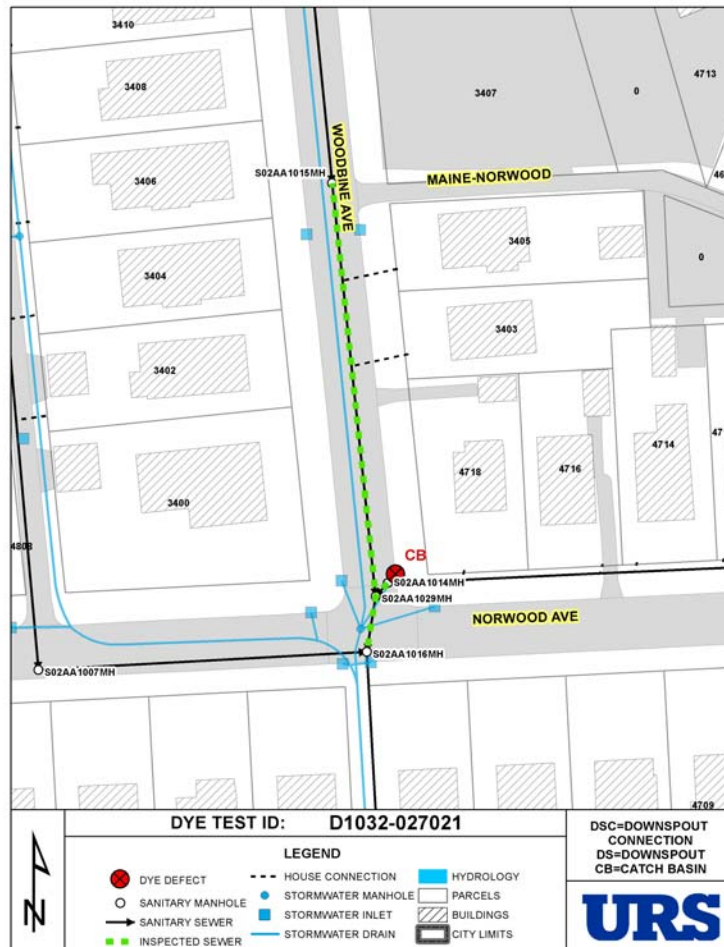 3410
3408
4713
3407
0
WOODBINE AVE
S02AA1015MH
MAINE-NORWOOD
3406
3405
0
3404
3403
3402
4718
4716
4714
3400
CB
S02AA1014MH
S02AA1029MH
NORWOOD AVE
S02AA1016MH
S02AA1007MH
4709
DYE TEST ID: D1032-027021
LEGEND
DYE DEFECT
SANITARY MANHOLE
SANITARY SEWER
INSPECTED SEWER
HOUSE CONNECTION
STORMWATER MANHOLE
STORMWATER INLET
STORMWATER DRAIN
HYDROLOGY
PARCELS
BUILDINGS
CITY LIMITS
DSC=DOWNSPOUT
CONNECTION
DS=DOWNSPOUT
CB=CATCH BASIN
N
URS